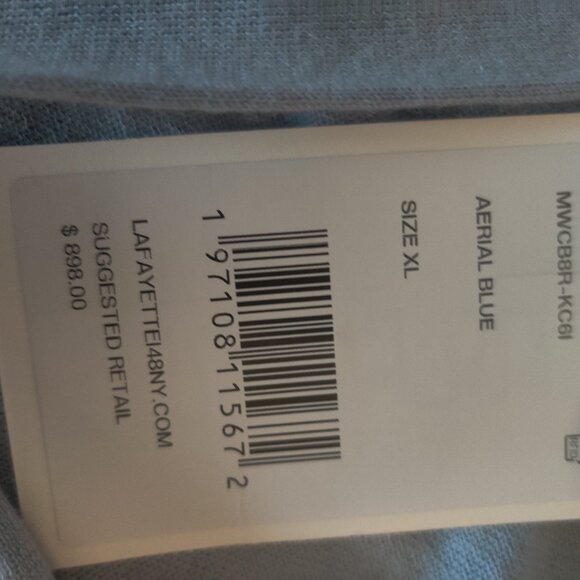 MWCB8R-KC6I
AERIAL BLUE
SIZE XL
1 97108 11567 2
LAFAYETTE148NY.COM
SUGGESTED RETAIL
$ 898.00